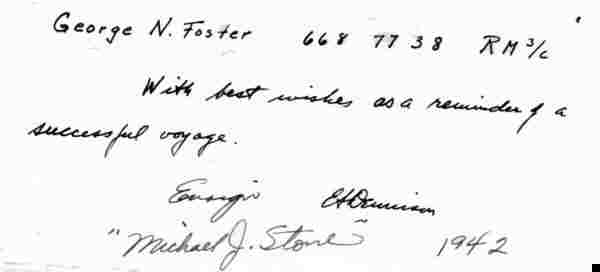 George N. Foster 668 77 38 RM 3/c
With best wishes as a reminder of a
successful voyage.
Ensign EH Dennison
"Michael J. Stone" 1942